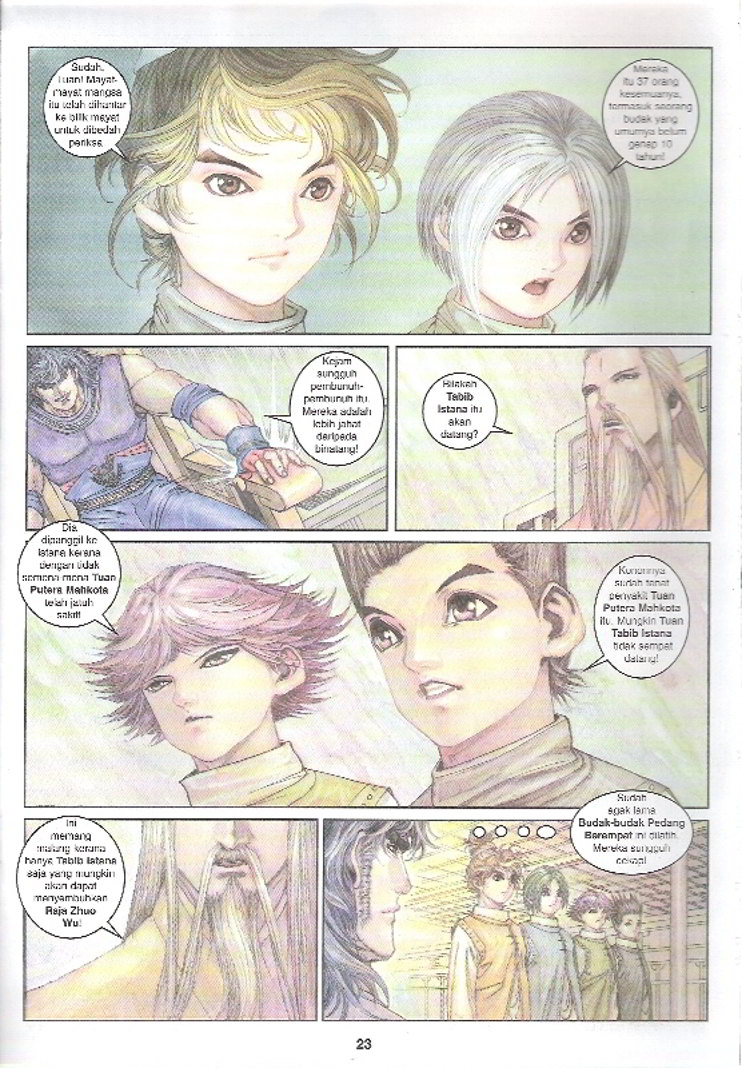 Sudah,
Tuan! Mayat-
mayat mangsa
itu telah dihantar
ke bilik mayat
untuk dibedah
periksa
Mereka
itu 37 orang
kesemuanya,
termasuk seorang
budak yang
umurnya belum
genap 10
tahun!
Kejam
sungguh
pembunuh-
pembunuh itu.
Mereka adalah
lebih jahat
daripada
binatang!
Bilakah
Tabib
Istana itu
akan
datang?
Dia
dipanggil ke
istana kerana
dengan tidak
semena mena Tuan
Putera Mahkota
telah jatuh
sakit!
Kononnya
sudah tenat
penyakit Tuan
Putera Mahkota
itu. Mungkin Tuan
Tabib Istana
tidak sempat
datang!
Ini
memang
malang kerana
hanya Tabib Istana
saja yang mungkin
akan dapat
menyembuhkan
Raja Zhuo
Wu!
Sudah
agak lama
Budak-budak Pedang
Berempat ini dilatih.
Mereka sungguh
cekap!
23